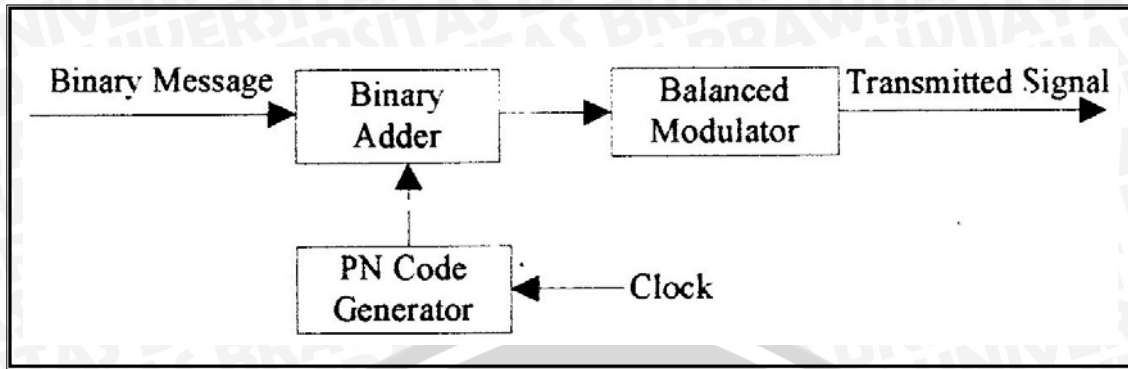 Binary Message
Binary
Adder
Balanced
Modulator
Transmitted Signal
PN Code
Generator
Clock